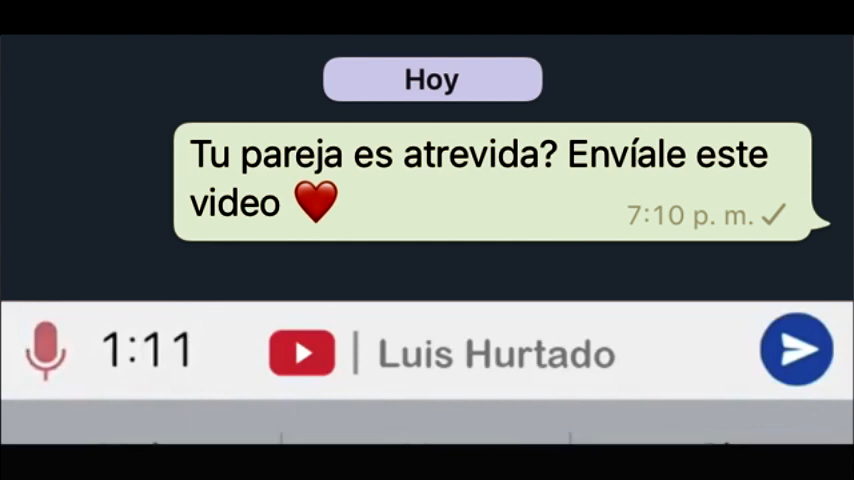 Hoy
Tu pareja es atrevida? Envíale este
video ❤️
7:10 p. m.
1:11 | Luis Hurtado